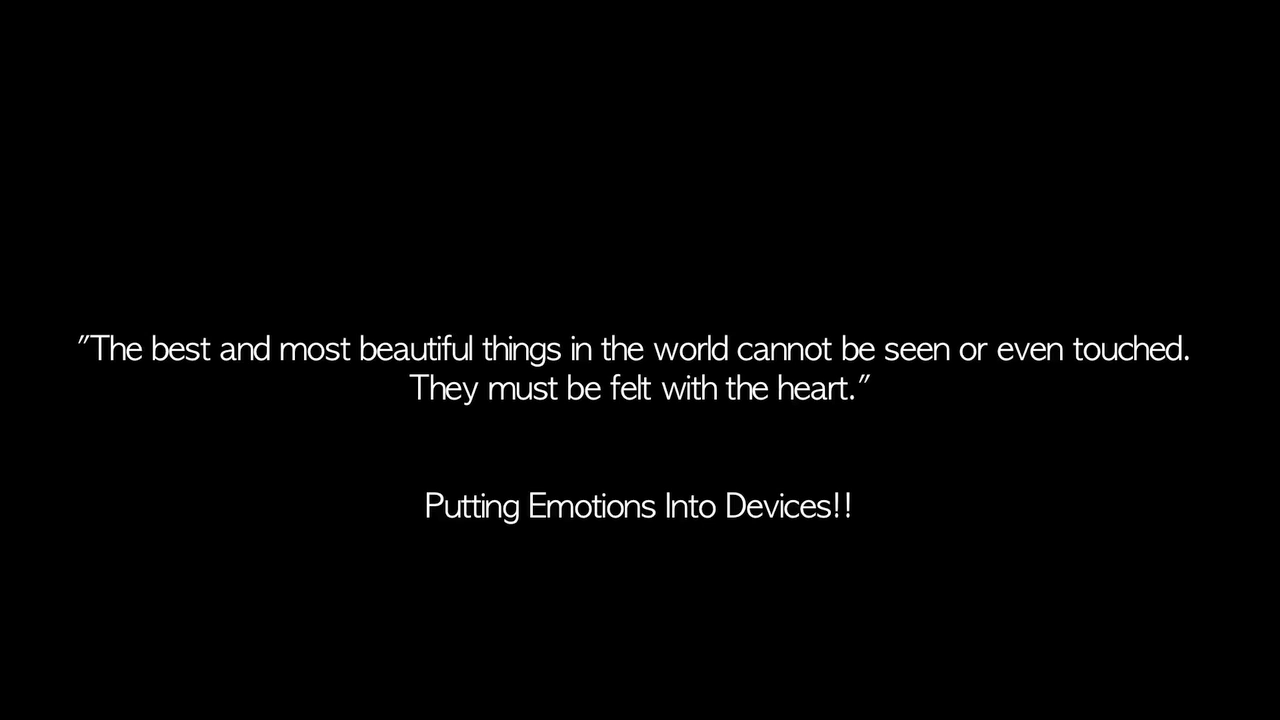 "The best and most beautiful things in the world cannot be seen or even touched.
They must be felt with the heart."
Putting Emotions Into Devices!!